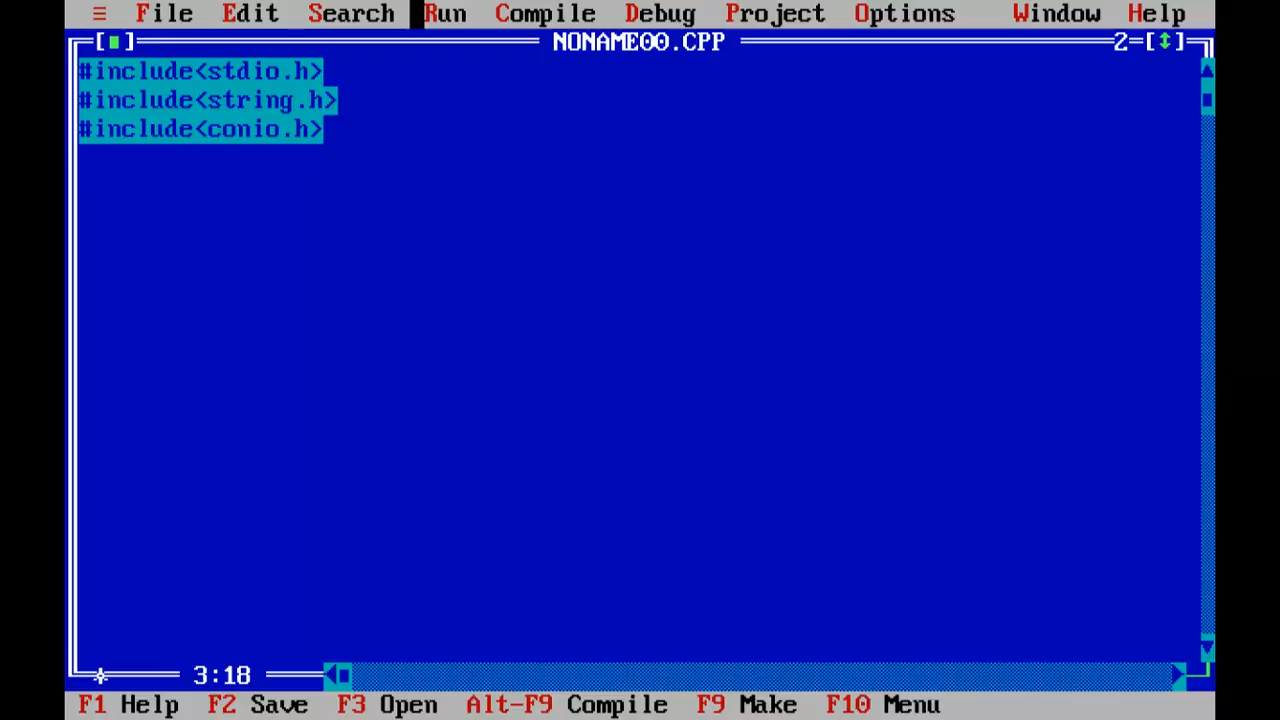 ≡ File Edit Search Run Compile Debug Project Options Window Help
[■] NONAME00.CPP 2=[↕]
#include<stdio.h>
#include<string.h>
#include<conio.h>
3:18
F1 Help F2 Save F3 Open Alt-F9 Compile F9 Make F10 Menu